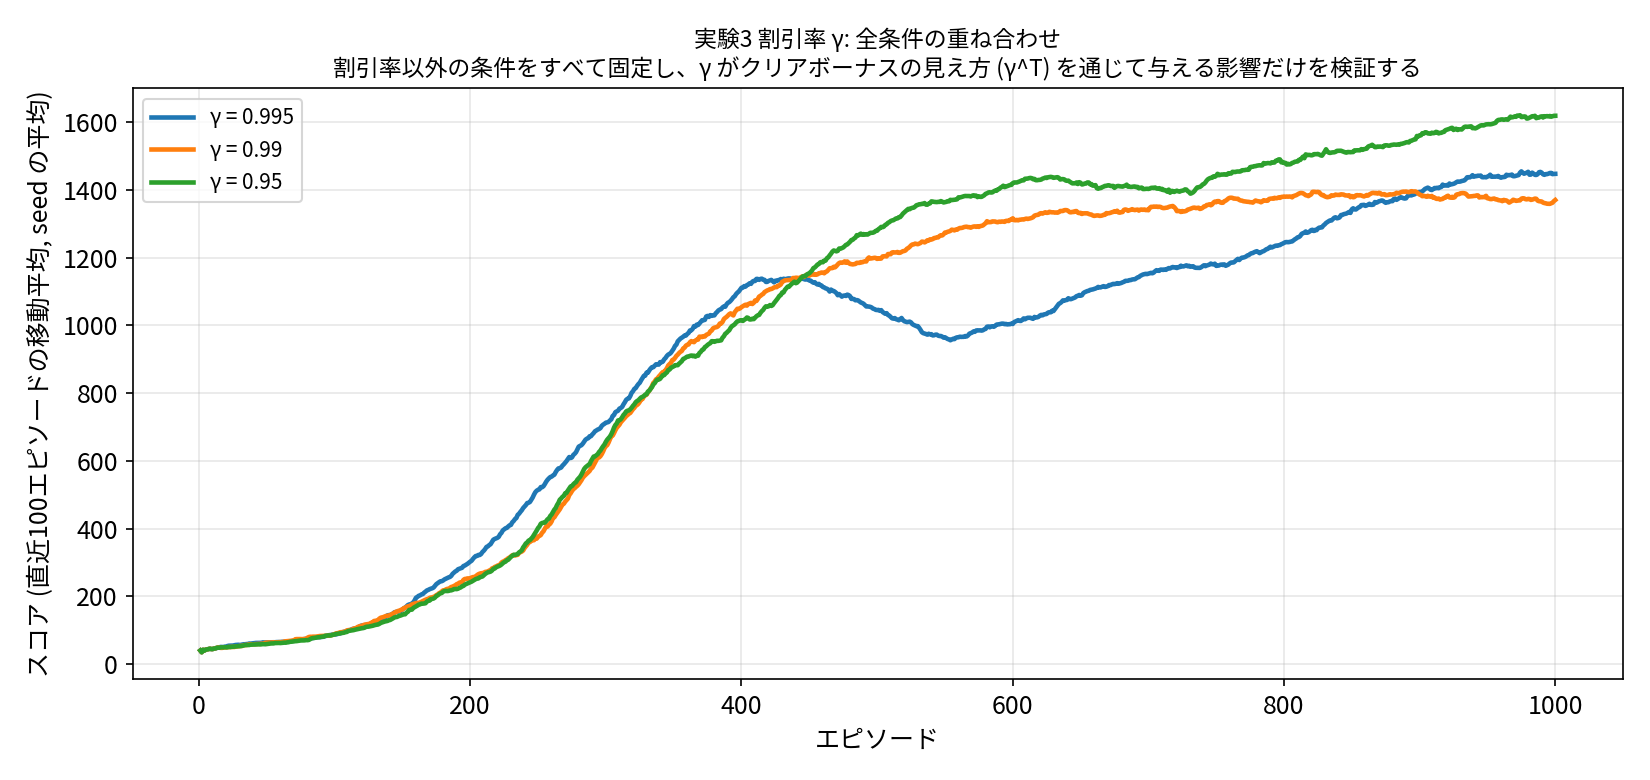 実験3 割引率 γ: 全条件の重ね合わせ
割引率以外の条件をすべて固定し、γ がクリアボーナスの見え方 (γ^T) を通じて与える影響だけを検証する
γ = 0.995
γ = 0.99
γ = 0.95
スコア (直近100エピソードの移動平均, seed の平均)
1600
1400
1200
1000
800
600
400
200
0
0
200
400
600
800
1000
エピソード